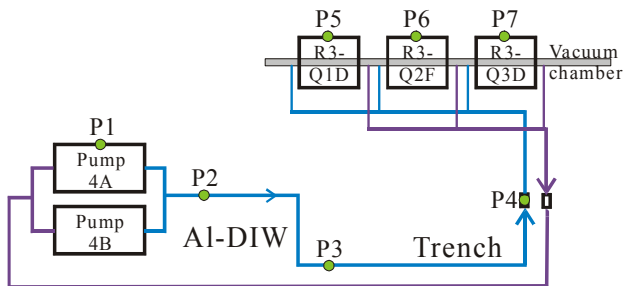 P5 P6 P7
R3-
Q1D
R3-
Q2F
R3-
Q3D
Vacuum
chamber
P1
Pump
4A
P2
P4
Pump
4B
Al-DIW
P3
Trench